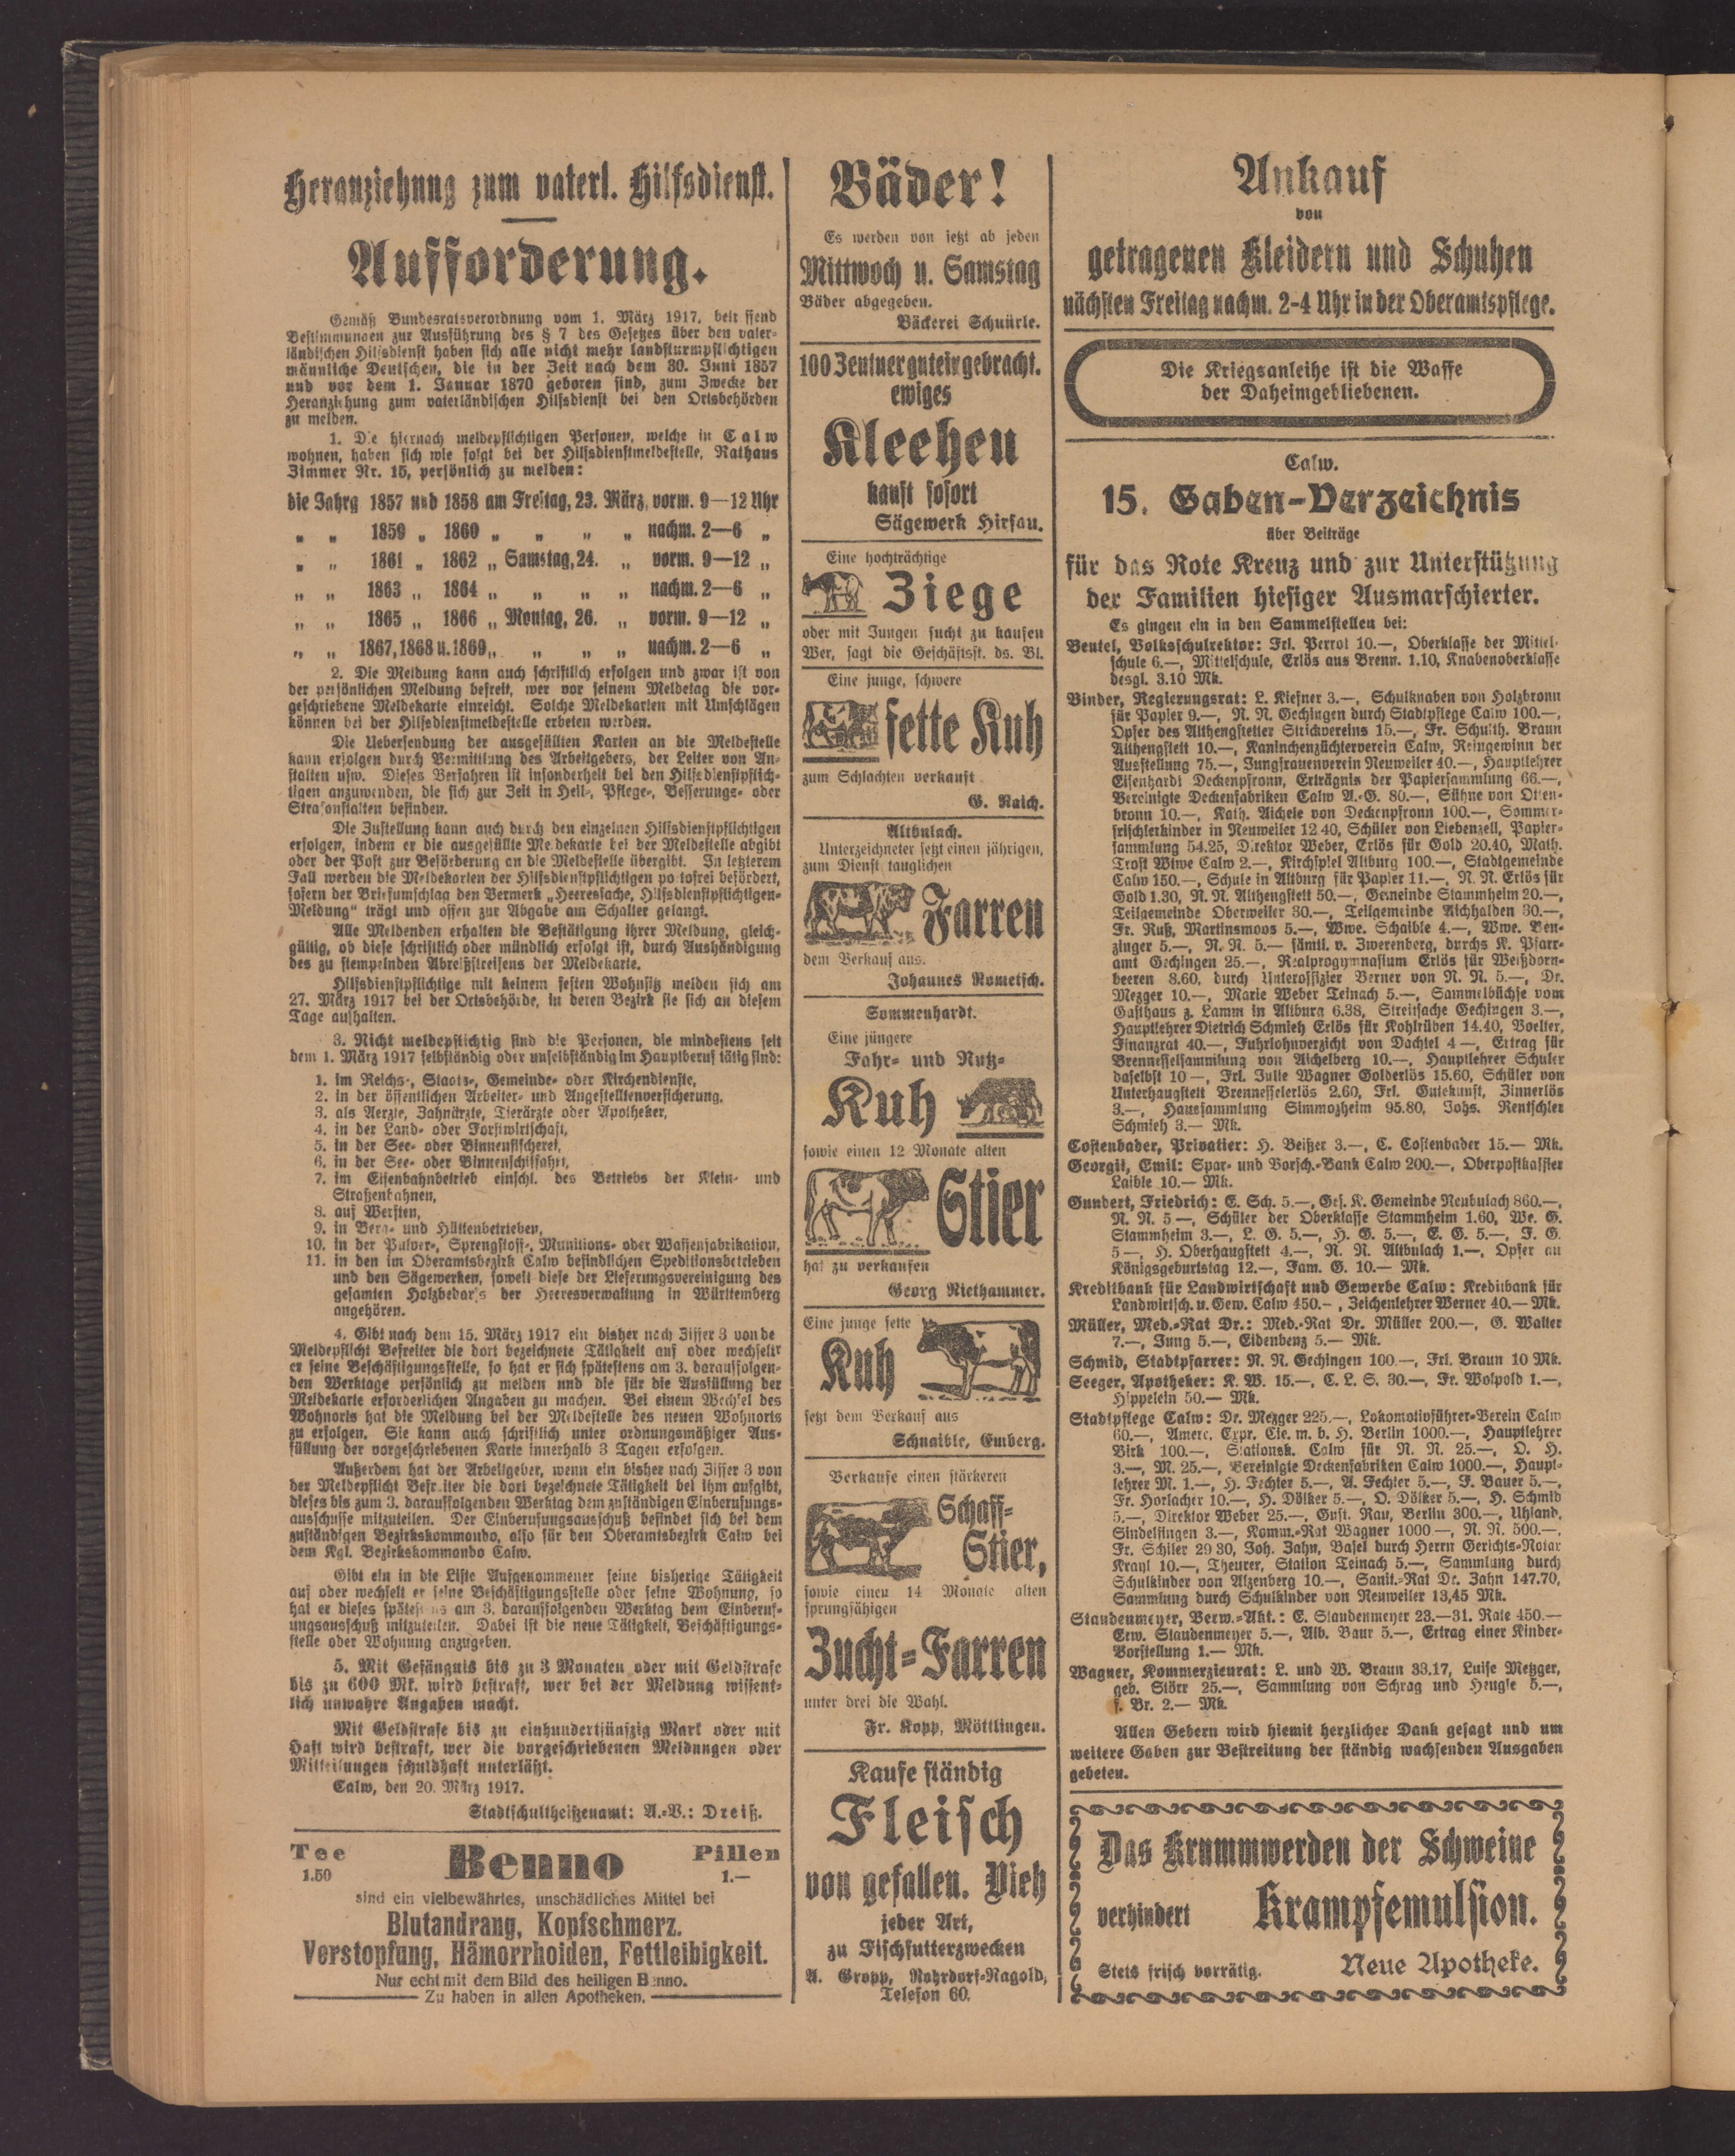 Heranziehung zum vaterl. Hilfsdienst.
Aufforderung.
Gemäß Bundesratsverordnung vom 1. März 1917, betreffend
Bestimmungen zur Ausführung des § 7 des Gesetzes über den vater-
ländischen Hilfsdienst haben sich alle nicht mehr landsturmpflichtigen
männliche Deutschen, die in der Zeit nach dem 30. Juni 1857
und vor dem 1. Januar 1870 geboren sind, zum Zwecke der
Heranziehung zum vaterländischen Hilfsdienst bei den Ortsbehörden
zu melden.
1. Die hiernach meldepflichtigen Personen, welche in Calw
wohnen, haben sich wie folgt bei der Hilfsdienstmeldestelle, Rathaus
Zimmer Nr. 15, persönlich zu melden:
die Jahrg 1857 und 1858 am Freitag, 23. März, vorm. 9—12 Uhr
„ „ 1859 „ 1860 „ „ „ „ nachm. 2—6 „
„ „ 1861 „ 1862 „ Samstag, 24. „ vorm. 9—12 „
„ „ 1863 „ 1864 „ „ „ „ nachm. 2—6 „
„ „ 1865 „ 1866 „ Montag, 26. „ vorm. 9—12 „
„ „ 1867, 1868 u. 1869 „ „ „ „ nachm. 2—6 „
2. Die Meldung kann auch schriftlich erfolgen und zwar ist von
der persönlichen Meldung befreit, wer vor seinem Meldetag die vor-
geschriebene Meldekarte einreicht. Solche Meldekarten mit Umschlägen
können bei der Hilfsdienstmeldestelle erbeten werden.
Die Uebersendung der ausgefüllten Karten an die Meldestelle
kann erfolgen durch Vermittlung des Arbeitgebers, der Leiter von An-
stalten usw. Dieses Verfahren ist insonderheit bei den Hilfsdienstpflich-
tigen anzuwenden, die sich zur Zeit in Heil-, Pflege-, Besserungs- oder
Strafanstalten befinden.
Die Zustellung kann auch durch den einzelnen Hilfsdienstpflichtigen
erfolgen, indem er die ausgefüllte Meldekarte bei der Meldestelle abgibt
oder der Post zur Beförderung an die Meldestelle übergibt. In letzterem
Fall werden die Meldekarten der Hilfsdienstpflichtigen portofrei befördert,
sofern der Briefumschlag den Vermerk „Heeressache, Hilfsdienstpflichtigen-
Meldung“ trägt und offen zur Abgabe am Schalter gelangt.
Alle Meldenden erhalten die Bestätigung ihrer Meldung, gleich-
gültig, ob diese schriftlich oder mündlich erfolgt ist, durch Aushändigung
des zu stempelnden Abreißstreifens der Meldekarte.
Hilfsdienstpflichtige mit keinem festen Wohnsitz melden sich am
27. März 1917 bei der Ortsbehörde, in deren Bezirk sie sich an diesem
Tage aufhalten.
3. Nicht meldepflichtig sind die Personen, die mindestens seit
dem 1. März 1917 selbständig oder unselbständig im Hauptberuf tätig sind:
1. im Reichs-, Staats-, Gemeinde- oder Kirchendienste,
2. in der öffentlichen Arbeiter- und Angestelltenversicherung,
3. als Aerzte, Zahnärzte, Tierärzte oder Apotheker,
4. in der Land- oder Forstwirtschaft,
5. in der See- oder Binnenfischerei,
6. in der See- oder Binnenschiffahrt,
7. im Eisenbahnbetrieb einschl. des Betriebs der Klein- und
Straßenbahnen,
8. auf Werften,
9. in Berg- und Hüttenbetrieben,
10. in der Pulver-, Sprengstoff-, Munitions- oder Waffenfabrikation,
11. in den im Oberamtsbezirk Calw befindlichen Speditionsbetrieben
und den Sägewerken, soweit diese der Lieferungsvereinigung des
gesamten Holzbedarfs der Heeresverwaltung in Württemberg
angehören.
4. Gibt nach dem 15. März 1917 ein bisher nach Ziffer 3 von de
Meldepflicht Befreiter die dort bezeichnete Tätigkeit auf oder wechselt
er seine Beschäftigungsstelle, so hat er sich spätestens am 3. darauffolgen-
den Werktage persönlich zu melden und die für die Ausfüllung der
Meldekarte erforderlichen Angaben zu machen. Bei einem Wechsel des
Wohnorts hat die Meldung bei der Meldestelle des neuen Wohnorts
zu erfolgen. Sie kann auch schriftlich unter ordnungsmäßiger Aus-
füllung der vorgeschriebenen Karte innerhalb 3 Tagen erfolgen.
Außerdem hat der Arbeitgeber, wenn ein bisher nach Ziffer 3 von
der Meldepflicht Befreiter die dort bezeichnete Tätigkeit bei ihm aufgibt,
dieses bis zum 3. darauffolgenden Werktag dem zuständigen Einberufungs-
ausschusse mitzuteilen. Der Einberufungsausschuß befindet sich bei dem
zuständigen Bezirkskommando, also für den Oberamtsbezirk Calw bei
dem Kgl. Bezirkskommando Calw.
Gibt ein in die Liste Aufgenommener seine bisherige Tätigkeit
auf oder wechselt er seine Beschäftigungsstelle oder seine Wohnung, so
hat er dieses spätestens am 3. darauffolgenden Werktag dem Einberuf-
ungsausschuß mitzuteilen. Dabei ist die neue Tätigkeit, Beschäftigungs-
stelle oder Wohnung anzugeben.
5. Mit Gefängnis bis zu 3 Monaten oder mit Geldstrafe
bis zu 600 Mk. wird bestraft, wer bei der Meldung wissent-
lich unwahre Angaben macht.
Mit Geldstrafe bis zu einhundertfünfzig Mark oder mit
Haft wird bestraft, wer die vorgeschriebenen Meldungen oder
Mitteilungen schuldhaft unterläßt.
Calw, den 20. März 1917.
Stadtschultheißenamt: A.-V.: Dreiß.
Tee Benno Pillen
1.50 1.—
sind ein vielbewährtes, unschädliches Mittel bei
Blutandrang, Kopfschmerz.
Verstopfung, Hämorrhoiden, Fettleibigkeit.
Nur echt mit dem Bild des heiligen Benno.
Zu haben in allen Apotheken.
Bäder!
Es werden von jetzt ab jeden
Mittwoch u. Samstag
Bäder abgegeben.
Bäckerei Schnürle.
100 Zentner guteingebracht.
ewiges
Kleeheu
kauft sofort
Sägewerk Hirsau.
Eine hochträchtige
Ziege
oder mit Jungen sucht zu kaufen
Wer, sagt die Geschäftsst. ds. Bl.
Eine junge, schwere
fette Kuh
zum Schlachten verkauft
G. Raich.
Altbulach.
Unterzeichneter setzt einen jährigen,
zum Dienst tauglichen
Farren
dem Verkauf aus.
Johannes Rometsch.
Sommenhardt.
Eine jüngere
Fahr- und Nutz-
Kuh
sowie einen 12 Monate alten
Stier
hat zu verkaufen
Georg Riethammer.
Eine junge fette
Kuh
setzt dem Verkauf aus
Schnaible, Emberg.
Verkaufe einen stärkeren
Schaff-
Stier,
sowie einen 14 Monate alten
sprungfähigen
Zucht-Farren
unter drei die Wahl.
Fr. Kopp, Möttlingen.
Kaufe ständig
Fleisch
von gefallen. Vieh
jeder Art,
zu Fischfutterzwecken
A. Gropp, Rohrdorf-Nagold,
Telefon 60.
Ankauf
von
getragenen Kleidern und Schuhen
nächsten Freitag nachm. 2-4 Uhr in der Oberamtspflege.
Die Kriegsanleihe ist die Waffe
der Daheimgebliebenen.
Calw.
15. Gaben-Verzeichnis
über Beiträge
für das Rote Kreuz und zur Unterstützung
der Familien hiesiger Ausmarschierter.
Es gingen ein in den Sammelstellen bei:
Beutel, Volksschulrektor: Frl. Perrot 10.—, Oberklasse der Mittel-
schule 6.—, Mittelschule, Erlös aus Brenn. 1.10, Knabenoberklasse
desgl. 3.10 Mk.
Binder, Regierungsrat: L. Kiefner 3.—, Schulknaben von Holzbronn
für Papier 9.—, N. N. Gechingen durch Stadtpflege Calw 100.—,
Opfer des Althengstetter Strickvereins 15.—, Fr. Schulth. Braun
Althengstett 10.—, Kaninchenzüchterverein Calw, Reingewinn der
Ausstellung 75.—, Jungfrauenverein Neuweiler 40.—, Hauptlehrer
Eisenhardt Deckenpfronn, Erträgnis der Papiersammlung 66.—,
Vereinigte Deckenfabriken Calw A.-G. 80.—, Sühne von Otten-
bronn 10.—, Kath. Aichele von Deckenpfronn 100.—, Sommer-
frischlerkinder in Neuweiler 12 40, Schüler von Liebenzell, Papier-
sammlung 54.25, Direktor Weber, Erlös für Gold 20.40, Math.
Trost Wtwe Calw 2.—, Kirchspiel Altburg 100.—, Stadtgemeinde
Calw 150.—, Schule in Altburg für Papier 11.—, N. N. Erlös für
Gold 1.30, N. N. Althengstett 50.—, Gemeinde Stammheim 20.—,
Teilgemeinde Oberweiler 30.—, Teilgemeinde Aichhalden 30.—,
Fr. Ruß, Martinsmoos 5.—, Wwe. Schaible 4.—, Wwe. Ben-
zinger 5.—, N. N. 5.— sämtl. v. Zwerenberg, durchs K. Pfarr-
amt Gechingen 25.—, Realprogymnasium Erlös für Weißdorn-
beeren 8.60, durch Unteroffizier Verner von N. N. 5.—, Dr.
Mezger 10.—, Marie Weber Teinach 5.—, Sammelbüchse vom
Gasthaus z. Lamm in Altburg 6.38, Streitsache Gechingen 3.—,
Hauptlehrer Dietrich Schmieh Erlös für Kohlrüben 14.40, Voelter,
Finanzrat 40.—, Fuhrlohnverzicht von Dachtel 4 —, Ertrag für
Brennesselsammlung von Aichelberg 10.—, Hauptlehrer Schuler
daselbst 10 —, Frl. Julie Wagner Golderlös 15.60, Schüler von
Unterhaugstett Brennesselerlös 2.60, Frl. Gutekunst, Zinnerlös
3.—, Haussammlung Simmozheim 95.80, Johs. Rentschler
Schmieh 3.— Mk.
Costenbader, Privatier: H. Beißer 3.—, C. Costenbader 15.— Mk.
Georgii, Emil: Spar- und Vorsch.-Bank Calw 200.—, Oberpostkassier
Laible 10.— Mk.
Gundert, Friedrich: E. Sch. 5.—, Ges. K. Gemeinde Neubulach 860.—,
N. N. 5 —, Schüler der Oberklasse Stammheim 1.60, We. G.
Stammheim 3.—, L. G. 5.—, H. G. 5.—, E. G. 5.—, J. G.
5 —, H. Oberhaugstett 4.—, N. N. Altbulach 1.—, Opfer an
Königsgeburtstag 12.—, Fam. G. 10.— Mk.
Kreditbank für Landwirtschaft und Gewerbe Calw: Kreditbank für
Landwirtsch. u. Gew. Calw 450.— , Zeichenlehrer Werner 40.— Mk.
Müller, Med.-Rat Dr.: Med.-Rat Dr. Müller 200.—, G. Walter
7.—, Jung 5.—, Eidenbenz 5.— Mk.
Schmid, Stadtpfarrer: N. N. Gechingen 100.—, Frl. Braun 10 Mk.
Seeger, Apotheker: K. W. 15.—, C. L. S. 30.—, Fr. Wolpold 1.—,
Hippelein 50.— Mk.
Stadtpflege Calw: Dr. Mezger 225.—, Lokomotivführer-Verein Calw
60.—, Amerc. Expr. Cie. m. b. H. Berlin 1000.—, Hauptlehrer
Birk 100.—, Stationsk. Calw für N. N. 25.—, O. H.
3.—, M. 25.—, Vereinigte Deckenfabriken Calw 1000.—, Haupt-
lehrer M. 1.—, H. Fechter 5.—, A. Fechter 5.—, F. Bauer 5.—,
Fr. Horlacher 10.—, H. Dölker 5.—, O. Dölker 5.—, H. Schmid
5.—, Direktor Weber 25.—, Gust. Rau, Berlin 300.—, Uhland,
Sindelfingen 3.—, Komm.-Rat Wagner 1000 —, N. N. 500.—,
Fr. Schiler 29 80, Joh. Zahn, Basel durch Herrn Gerichts-Notar
Krayl 10.—, Theurer, Station Teinach 5.—, Sammlung durch
Schulkinder von Alzenberg 10.—, Sanit.-Rat Dr. Zahn 147.70,
Sammlung durch Schulkinder von Neuweiler 13,45 Mk.
Staudenmeyer, Verw.-Akt.: E. Staudenmeyer 23.—31. Rate 450.—
Erw. Staudenmeyer 5.—, Alb. Baur 5.—, Ertrag einer Kinder-
Vorstellung 1.— Mk.
Wagner, Kommerzienrat: L. und W. Braun 33.17, Luise Metzger,
geb. Störr 25.—, Sammlung von Schrag und Heugle 5.—,
f. Br. 2.— Mk.
Allen Gebern wird hiemit herzlicher Dank gesagt und um
weitere Gaben zur Bestreitung der ständig wachsenden Ausgaben
gebeten.
Das Krummwerden der Schweine
verhindert Krampfemulsion.
Stets frisch vorrätig. Neue Apotheke.